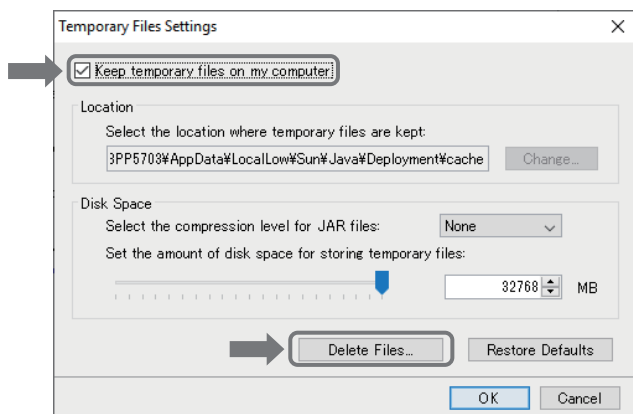 Temporary Files Settings
Keep temporary files on my computer
Location
Select the location where temporary files are kept:
3PP5703¥AppData¥LocalLow¥Sun¥Java¥Deployment¥cache
Change...
Disk Space
Select the compression level for JAR files:
None
Set the amount of disk space for storing temporary files:
32768
MB
Delete Files...
Restore Defaults
OK
Cancel